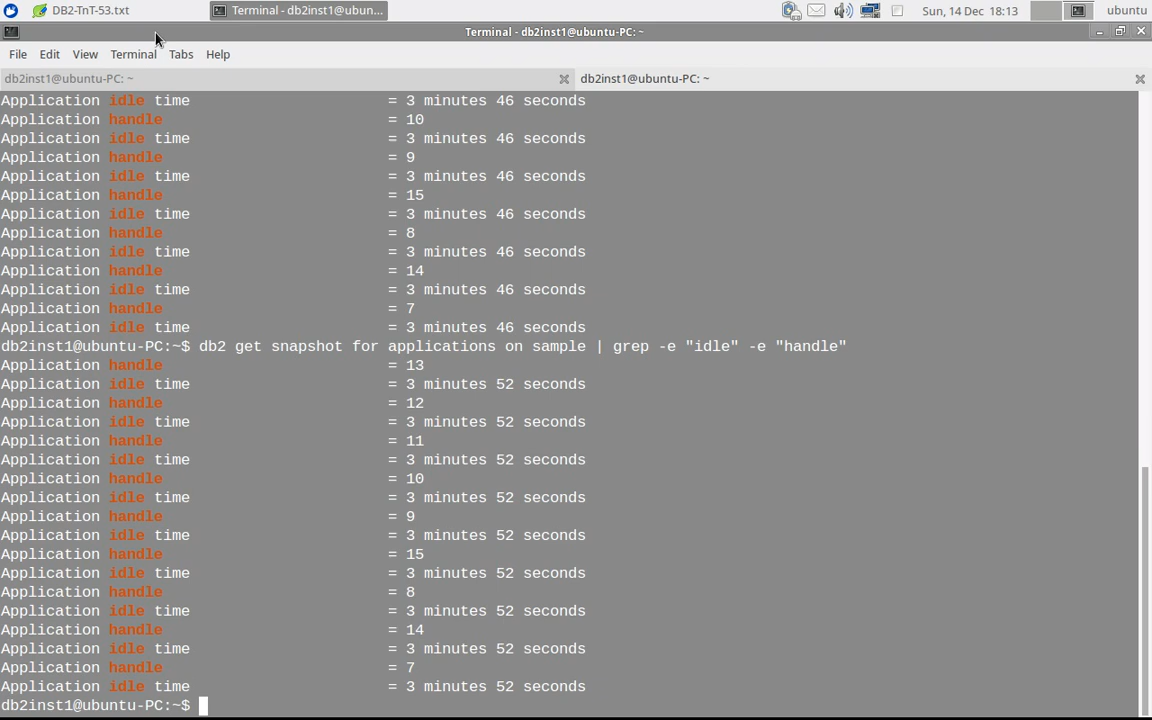 DB2-TnT-53.txt
Terminal - db2inst1@ubun...
Sun, 14 Dec 18:13
ubuntu
Terminal - db2inst1@ubuntu-PC: ~
File Edit View Terminal Tabs Help
db2inst1@ubuntu-PC: ~
db2inst1@ubuntu-PC: ~
Application idle time = 3 minutes 46 seconds
Application handle = 10
Application idle time = 3 minutes 46 seconds
Application handle = 9
Application idle time = 3 minutes 46 seconds
Application handle = 15
Application idle time = 3 minutes 46 seconds
Application handle = 8
Application idle time = 3 minutes 46 seconds
Application handle = 14
Application idle time = 3 minutes 46 seconds
Application handle = 7
Application idle time = 3 minutes 46 seconds
db2inst1@ubuntu-PC:~$ db2 get snapshot for applications on sample | grep -e "idle" -e "handle"
Application handle = 13
Application idle time = 3 minutes 52 seconds
Application handle = 12
Application idle time = 3 minutes 52 seconds
Application handle = 11
Application idle time = 3 minutes 52 seconds
Application handle = 10
Application idle time = 3 minutes 52 seconds
Application handle = 9
Application idle time = 3 minutes 52 seconds
Application handle = 15
Application idle time = 3 minutes 52 seconds
Application handle = 8
Application idle time = 3 minutes 52 seconds
Application handle = 14
Application idle time = 3 minutes 52 seconds
Application handle = 7
Application idle time = 3 minutes 52 seconds
db2inst1@ubuntu-PC:~$